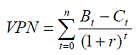 VPN = \sum_{t=0}^{n} \frac{B_t - C_t}{(1+r)^t}